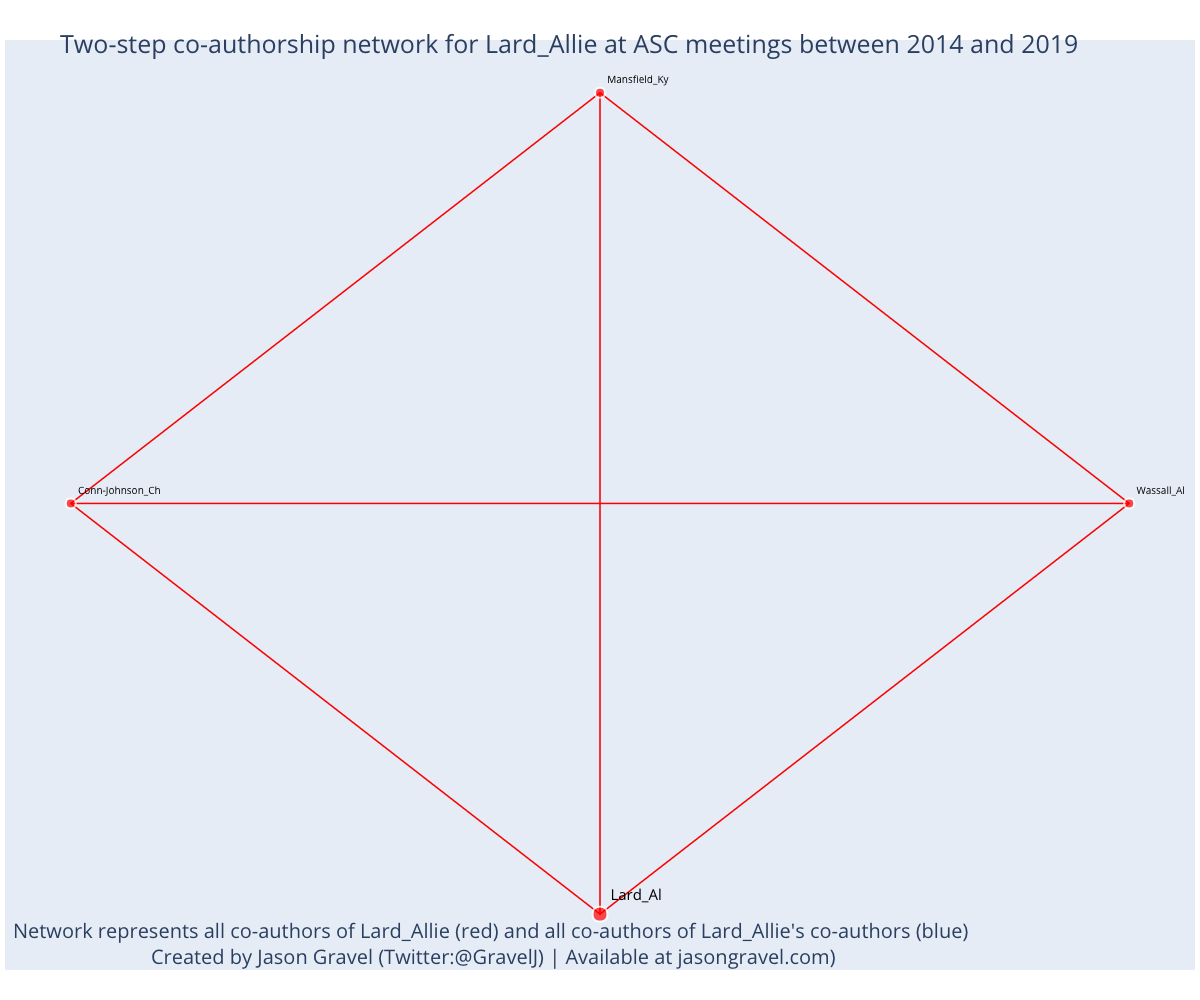 Two-step co-authorship network for Lard_Allie at ASC meetings between 2014 and 2019
Mansfield_Ky
Conn-Johnson_Ch
Wassall_Al
Lard_Al
Network represents all co-authors of Lard_Allie (red) and all co-authors of Lard_Allie's co-authors (blue)
Created by Jason Gravel (Twitter:@GravelJ) | Available at jasongravel.com)